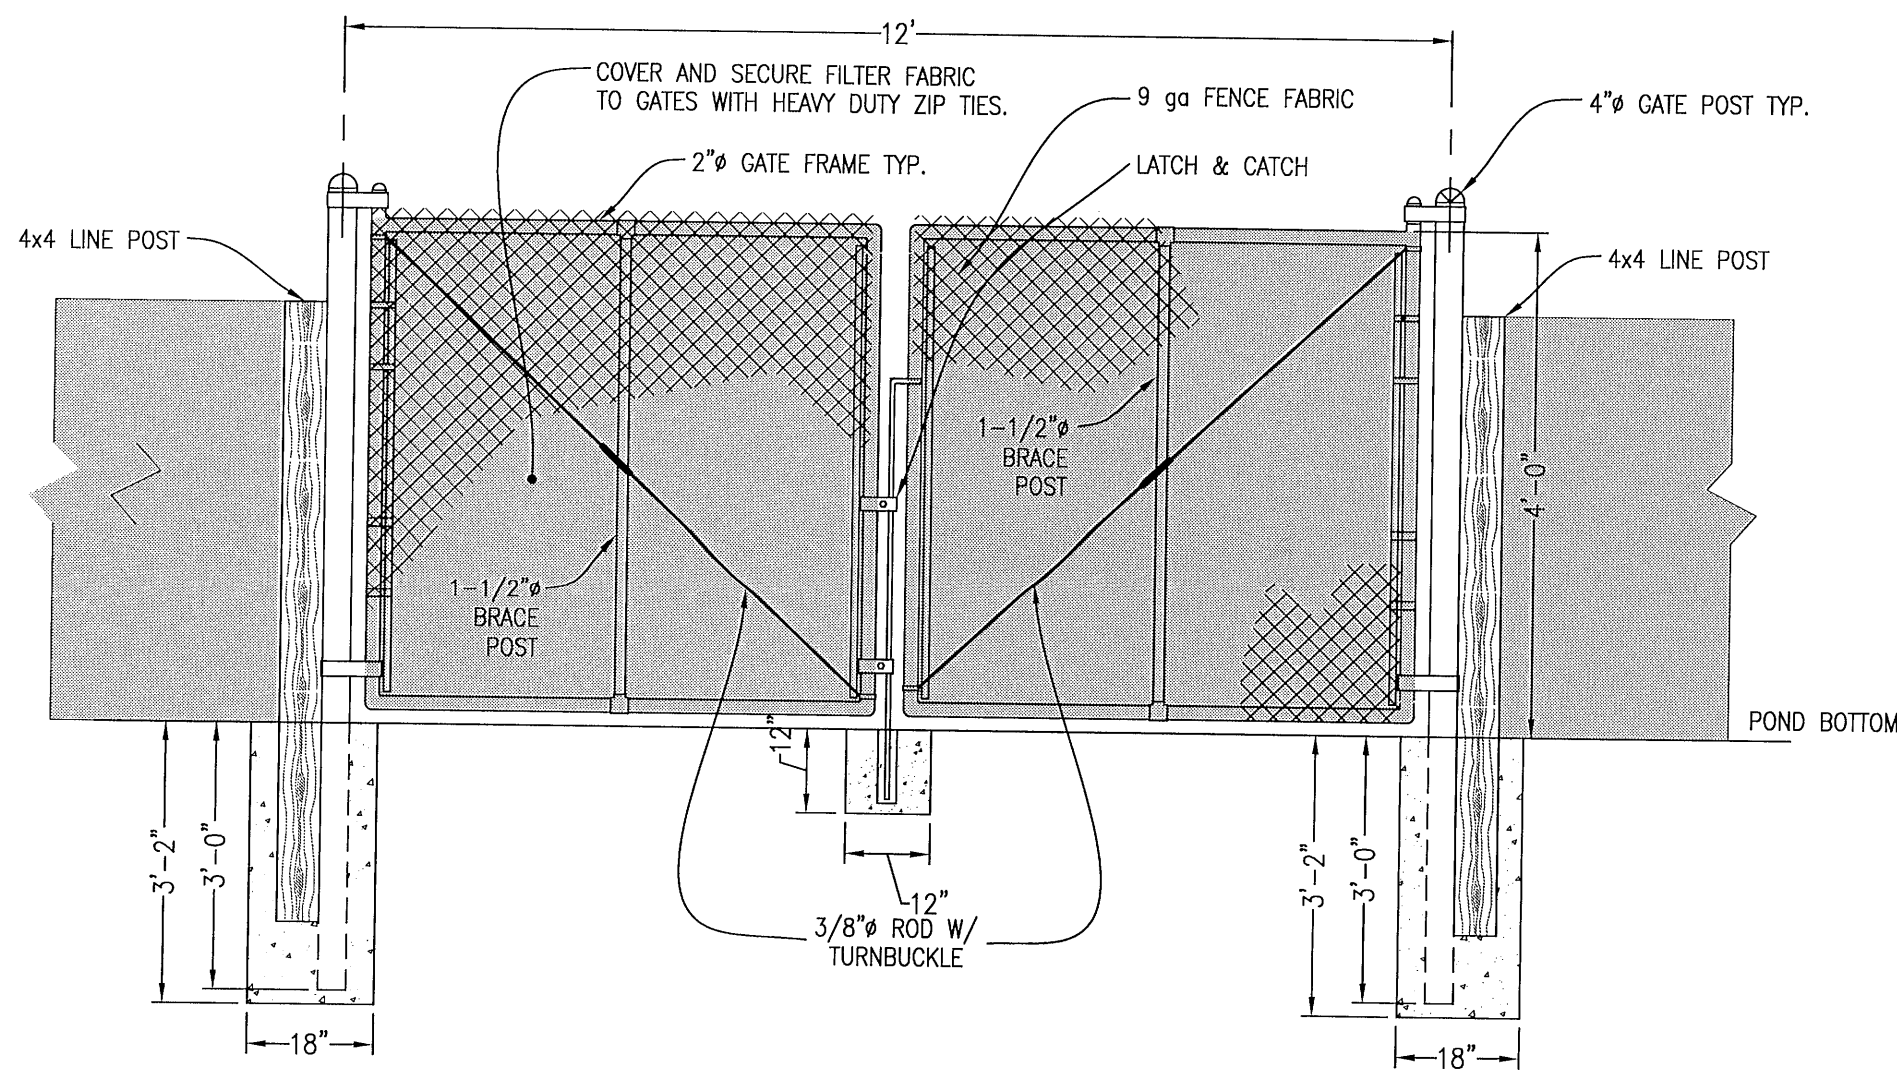 12'
COVER AND SECURE FILTER FABRIC
TO GATES WITH HEAVY DUTY ZIP TIES.
9 ga FENCE FABRIC
4"ø GATE POST TYP.
2"ø GATE FRAME TYP.
LATCH & CATCH
4x4 LINE POST
4x4 LINE POST
1-1/2"ø
BRACE
POST
4'-0"
1-1/2"ø
BRACE
POST
POND BOTTOM
12"
3'-2"
3'-0"
3'-2"
3'-0"
12"
3/8"ø ROD W/
TURNBUCKLE
18"
18"